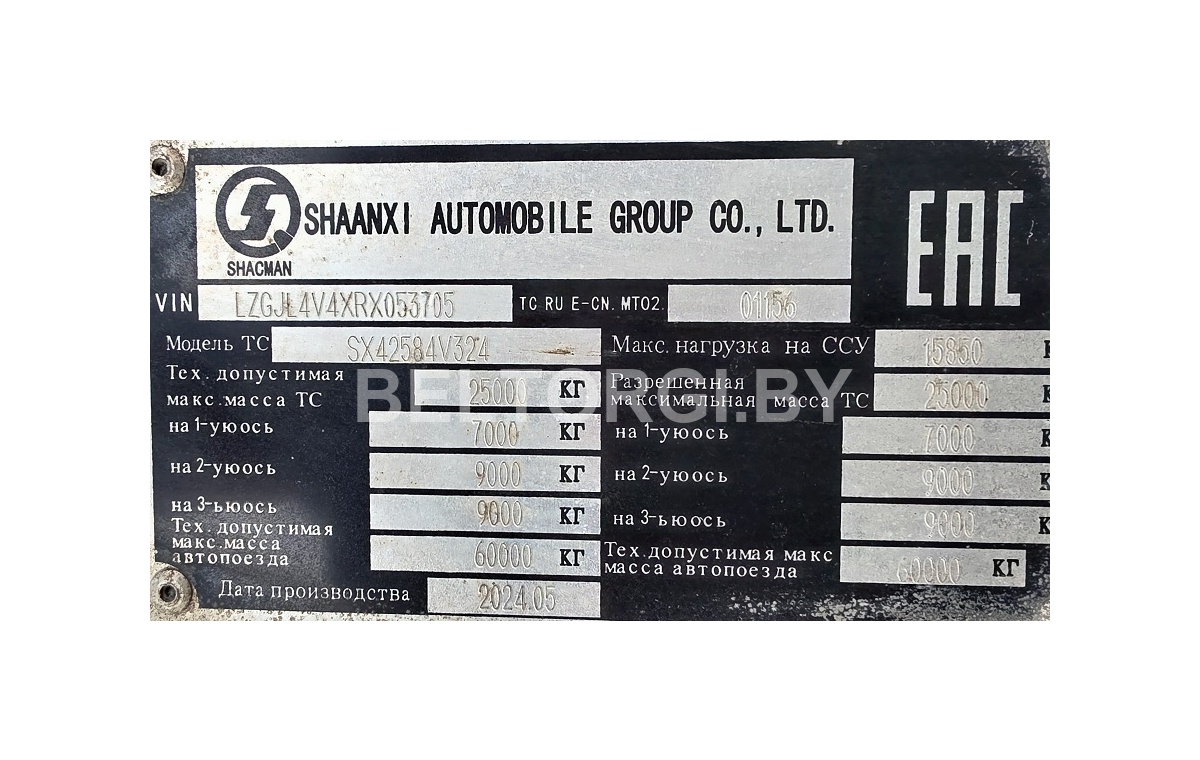 SHAANXI AUTOMOBILE GROUP CO., LTD.
SHACMAN
EAC
VIN LZGJL4V4XRX053705 TC RU E-CN.MT02. 01156
Модель ТС SX42584V324 Макс.нагрузка на ССУ 15850 К
Тех.допустимая макс.масса ТС 25000 КГ Разрешенная максимальная масса ТС 25000 К
BELTORGI.BY
на 1-уюось 7000 КГ на 1-уюось 7000 К
на 2-уюось 9000 КГ на 2-уюось 9000 К
на 3-ьюось 9000 КГ на 3-ьюось 9000 К
Тех.допустимая макс.масса автопоезда 60000 КГ Тех.допустимая макс масса автопоезда 60000 КГ
Дата производства 2024.05